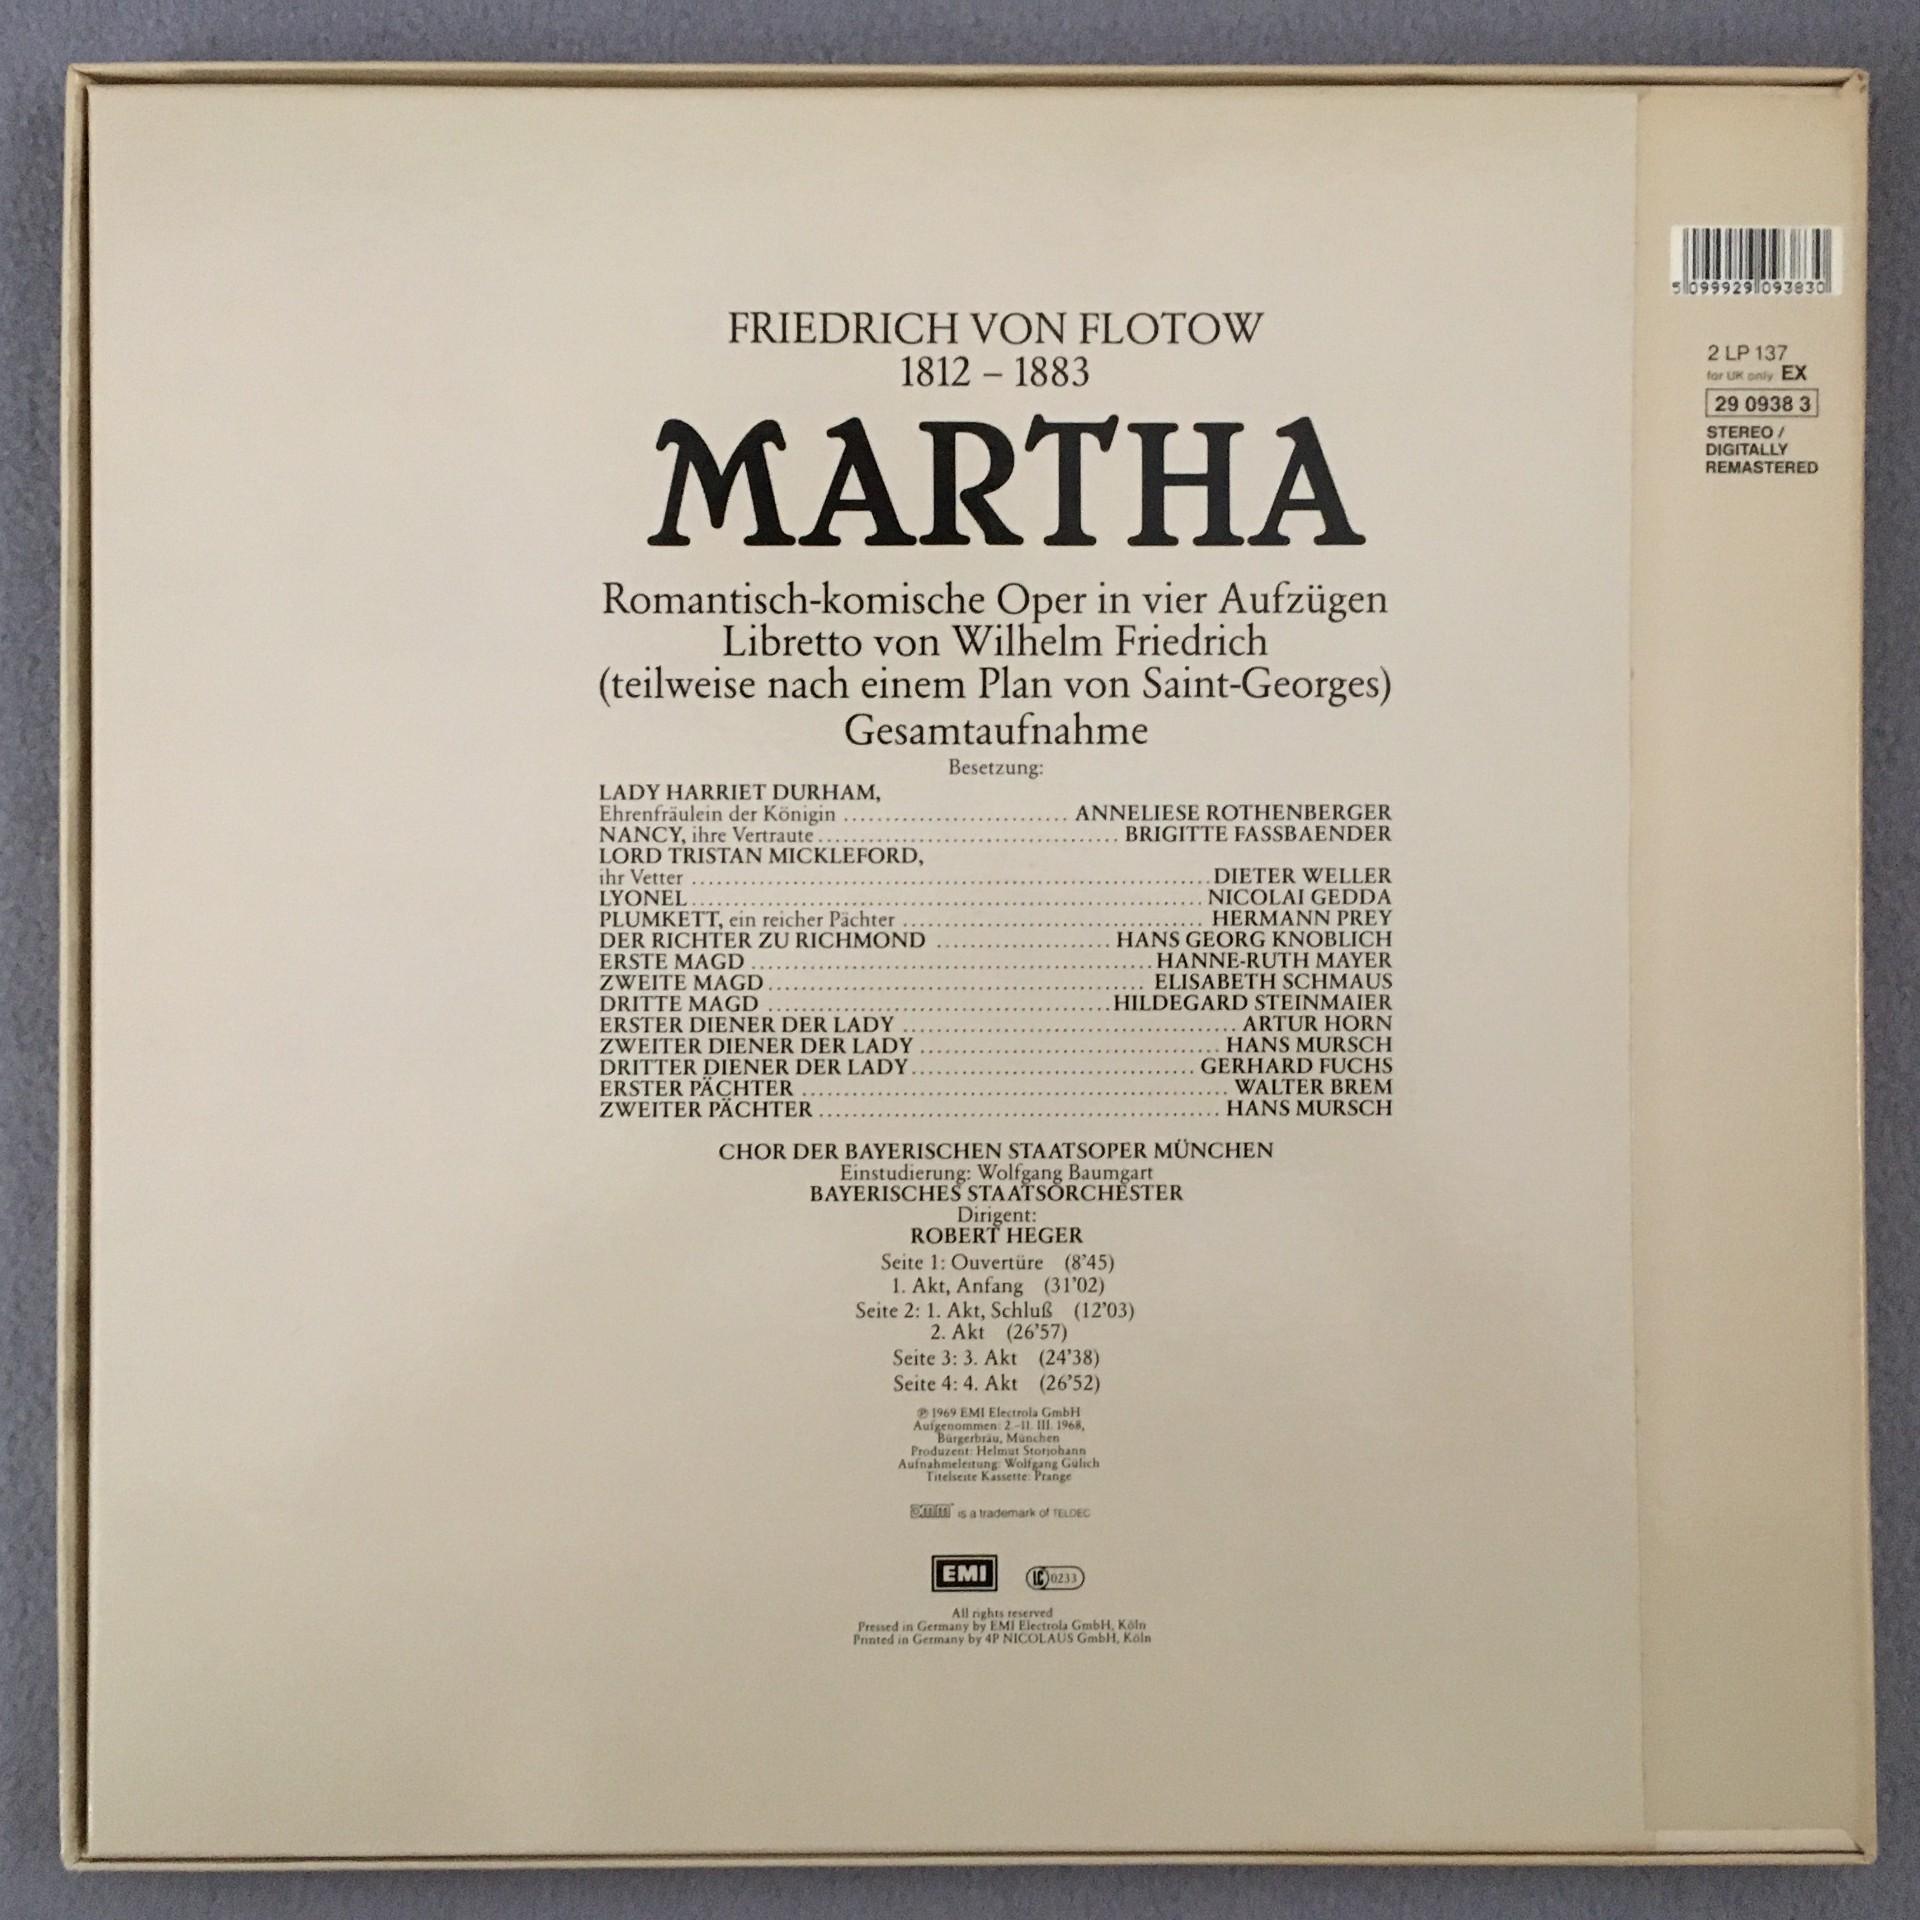 FRIEDRICH VON FLOTOW
1812 – 1883
MARTHA
Romantisch-komische Oper in vier Aufzügen
Libretto von Wilhelm Friedrich
(teilweise nach einem Plan von Saint-Georges)
Gesamtaufnahme
Besetzung:
LADY HARRIET DURHAM,
Ehrenfräulein der Königin ........................... ANNELIESE ROTHENBERGER
NANCY, ihre Vertraute.................................... BRIGITTE FASSBAENDER
LORD TRISTAN MICKLEFORD,
ihr Vetter .............................................................. DIETER WELLER
LYONEL............................................................. NICOLAI GEDDA
PLUMKETT, ein reicher Pächter .................................... HERMANN PREY
DER RICHTER ZU RICHMOND ..................... HANS GEORG KNOBLICH
ERSTE MAGD ................................................ HANNE-RUTH MAYER
ZWEITE MAGD............................................. ELISABETH SCHMAUS
DRITTE MAGD .........................................HILDEGARD STEINMAIER
ERSTER DIENER DER LADY ........................................ ARTUR HORN
ZWEITER DIENER DER LADY .................................... HANS MURSCH
DRITTER DIENER DER LADY.................................. GERHARD FUCHS
ERSTER PÄCHTER ................................................... WALTER BREM
ZWEITER PÄCHTER ................................................ HANS MURSCH
CHOR DER BAYERISCHEN STAATSOPER MÜNCHEN
Einstudierung: Wolfgang Baumgart
BAYERISCHES STAATSORCHESTER
Dirigent:
ROBERT HEGER
Seite 1: Ouvertüre (8'45)
1. Akt, Anfang (31'02)
Seite 2: 1. Akt, Schluß (12'03)
2. Akt (26'57)
Seite 3: 3. Akt (24'38)
Seite 4: 4. Akt (26'52)
℗ 1969 EMI Electrola GmbH
Aufgenommen: 2.–11. III. 1968,
Bürgerbräu, München
Produzent: Helmut Storjohann
Aufnahmeleitung: Wolfgang Gülich
Titelseite Kassette: Prange
DMM is a trademark of TELDEC
EMI
LC 0233
All rights reserved
Pressed in Germany by EMI Electrola GmbH, Köln
Printed in Germany by 4P NICOLAUS GmbH, Köln
5 099929 093830
2 LP 137
for UK only EX
29 0938 3
STEREO /
DIGITALLY
REMASTERED